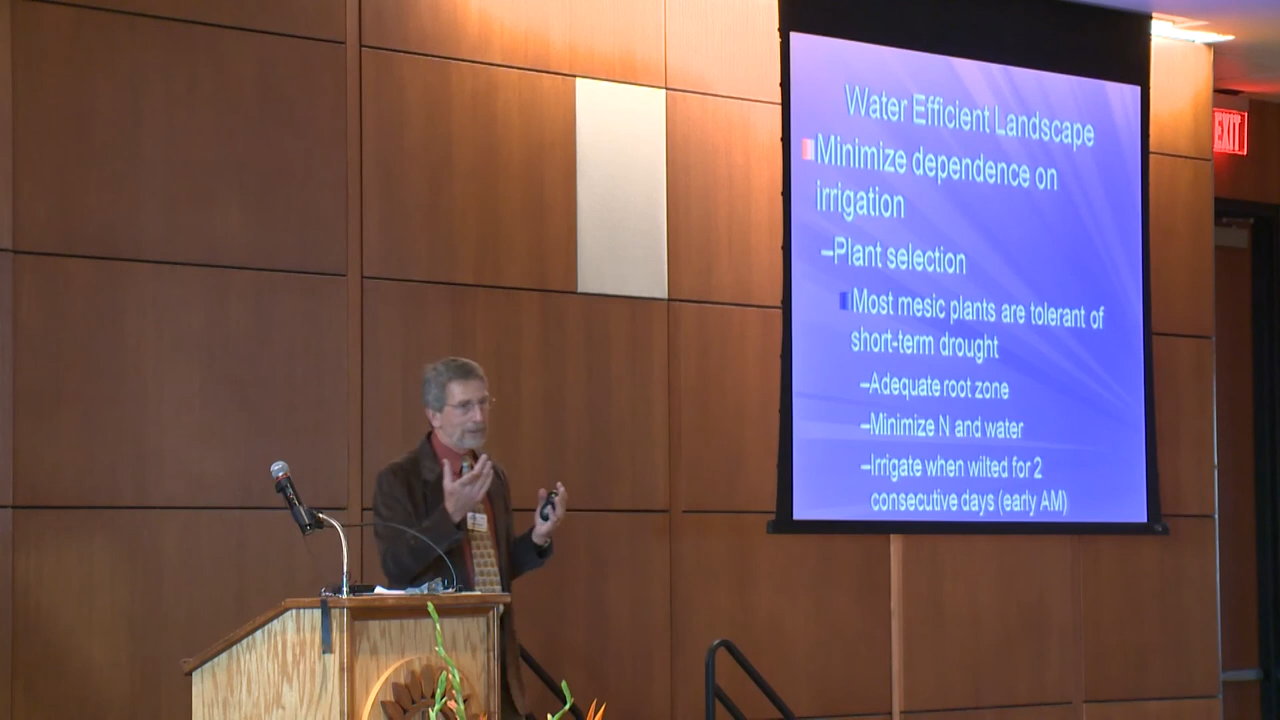 Water Efficient Landscape
Minimize dependence on
irrigation
–Plant selection
Most mesic plants are tolerant of
short-term drought
–Adequate root zone
–Minimize N and water
–Irrigate when wilted for 2
consecutive days (early AM)
EXIT